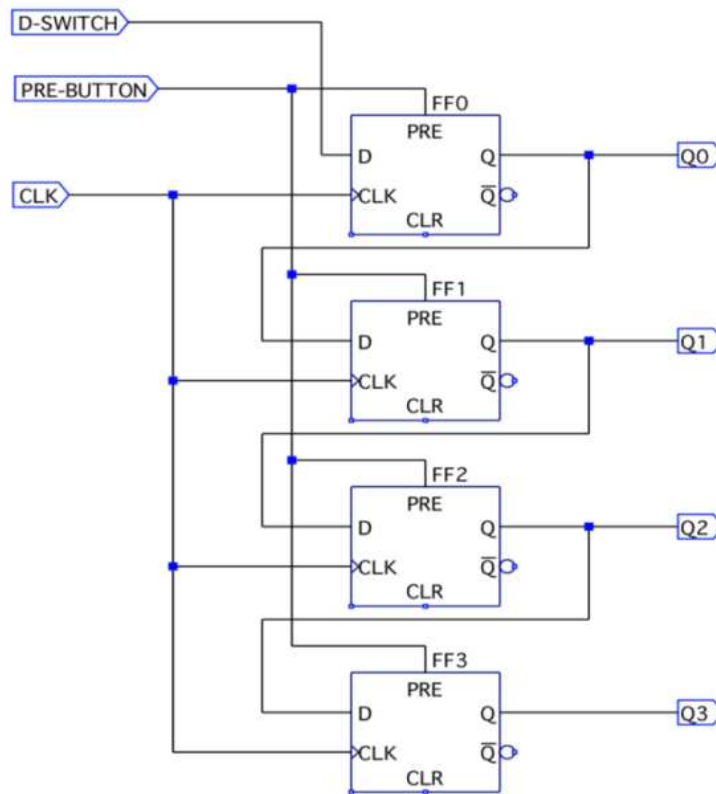 D-SWITCH
PRE-BUTTON
FF0
PRE
D Q Q0
CLK CLK Q̅
CLR
FF1
PRE
D Q Q1
CLK Q̅
CLR
FF2
PRE
D Q Q2
CLK Q̅
CLR
FF3
PRE
D Q Q3
CLK Q̅
CLR